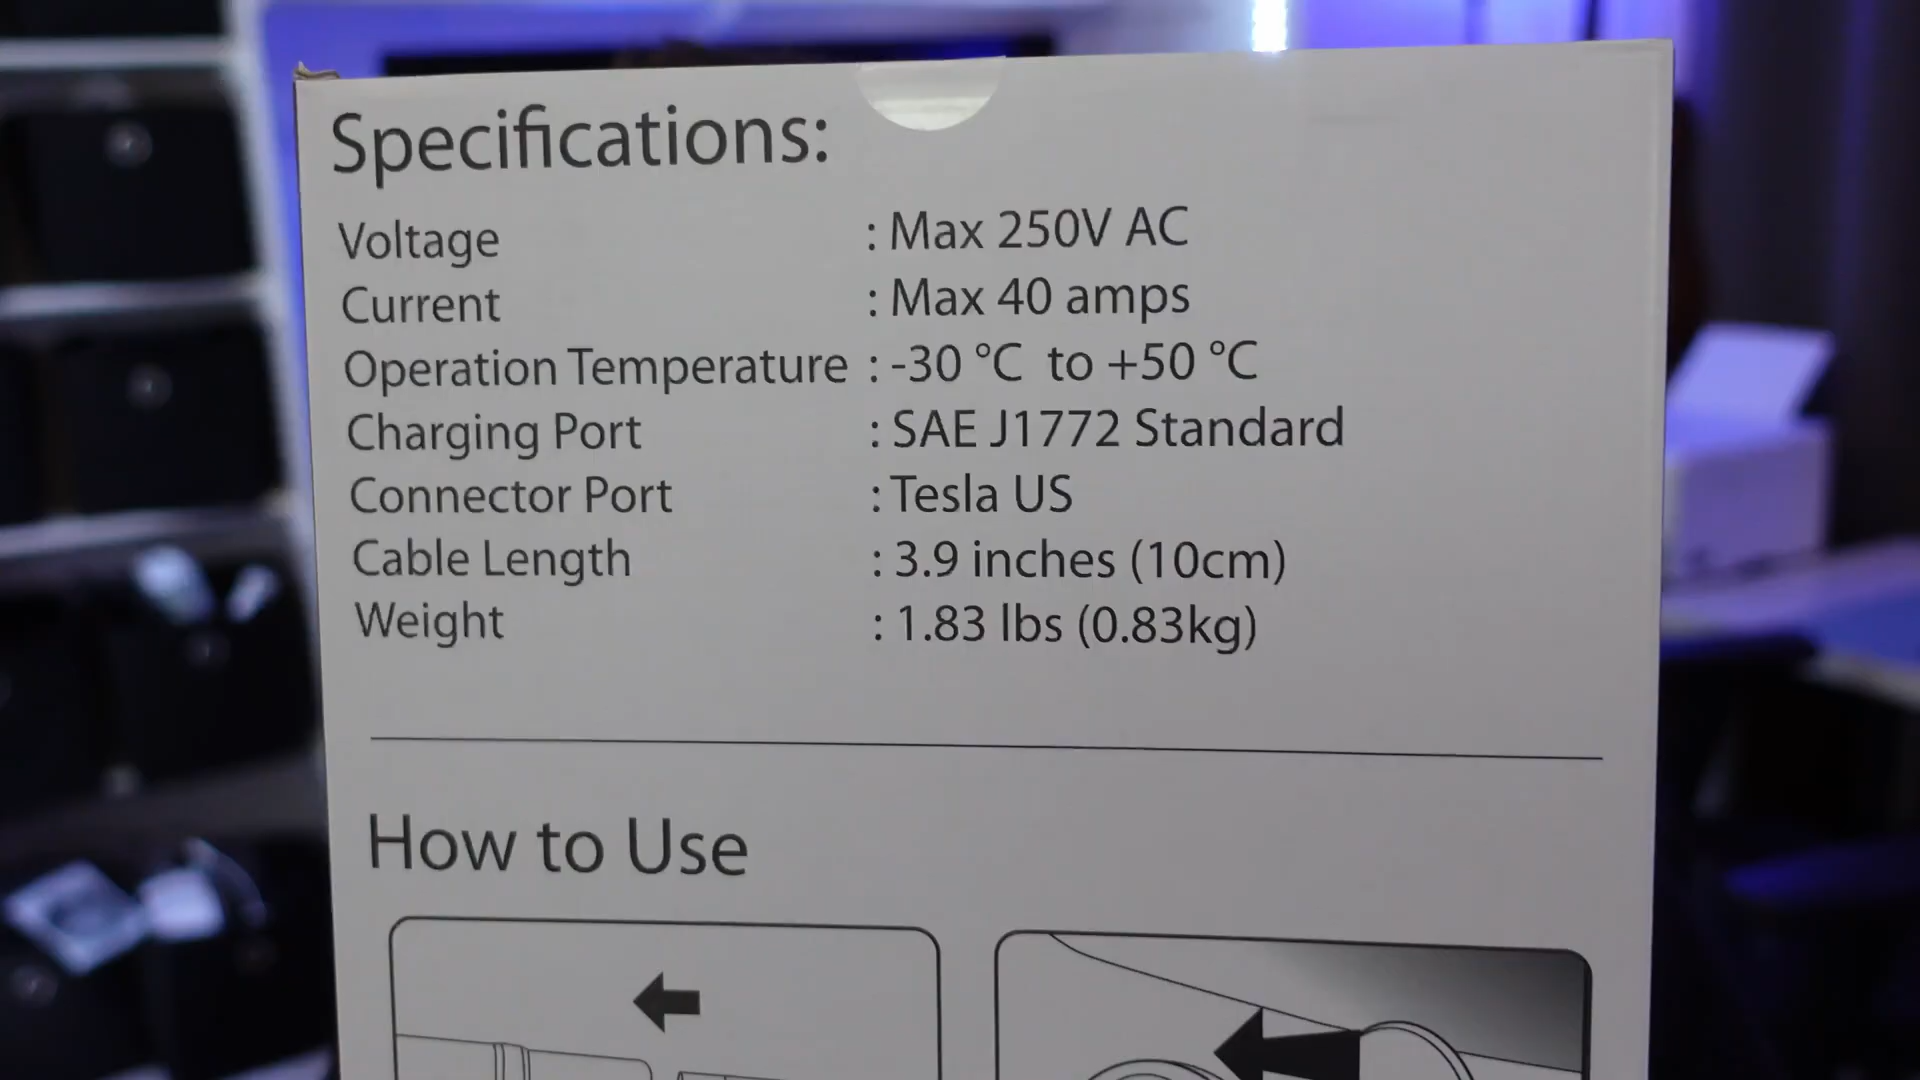 Specifications:
Voltage : Max 250V AC
Current : Max 40 amps
Operation Temperature : -30 °C to +50 °C
Charging Port : SAE J1772 Standard
Connector Port : Tesla US
Cable Length : 3.9 inches (10cm)
Weight : 1.83 lbs (0.83kg)
How to Use